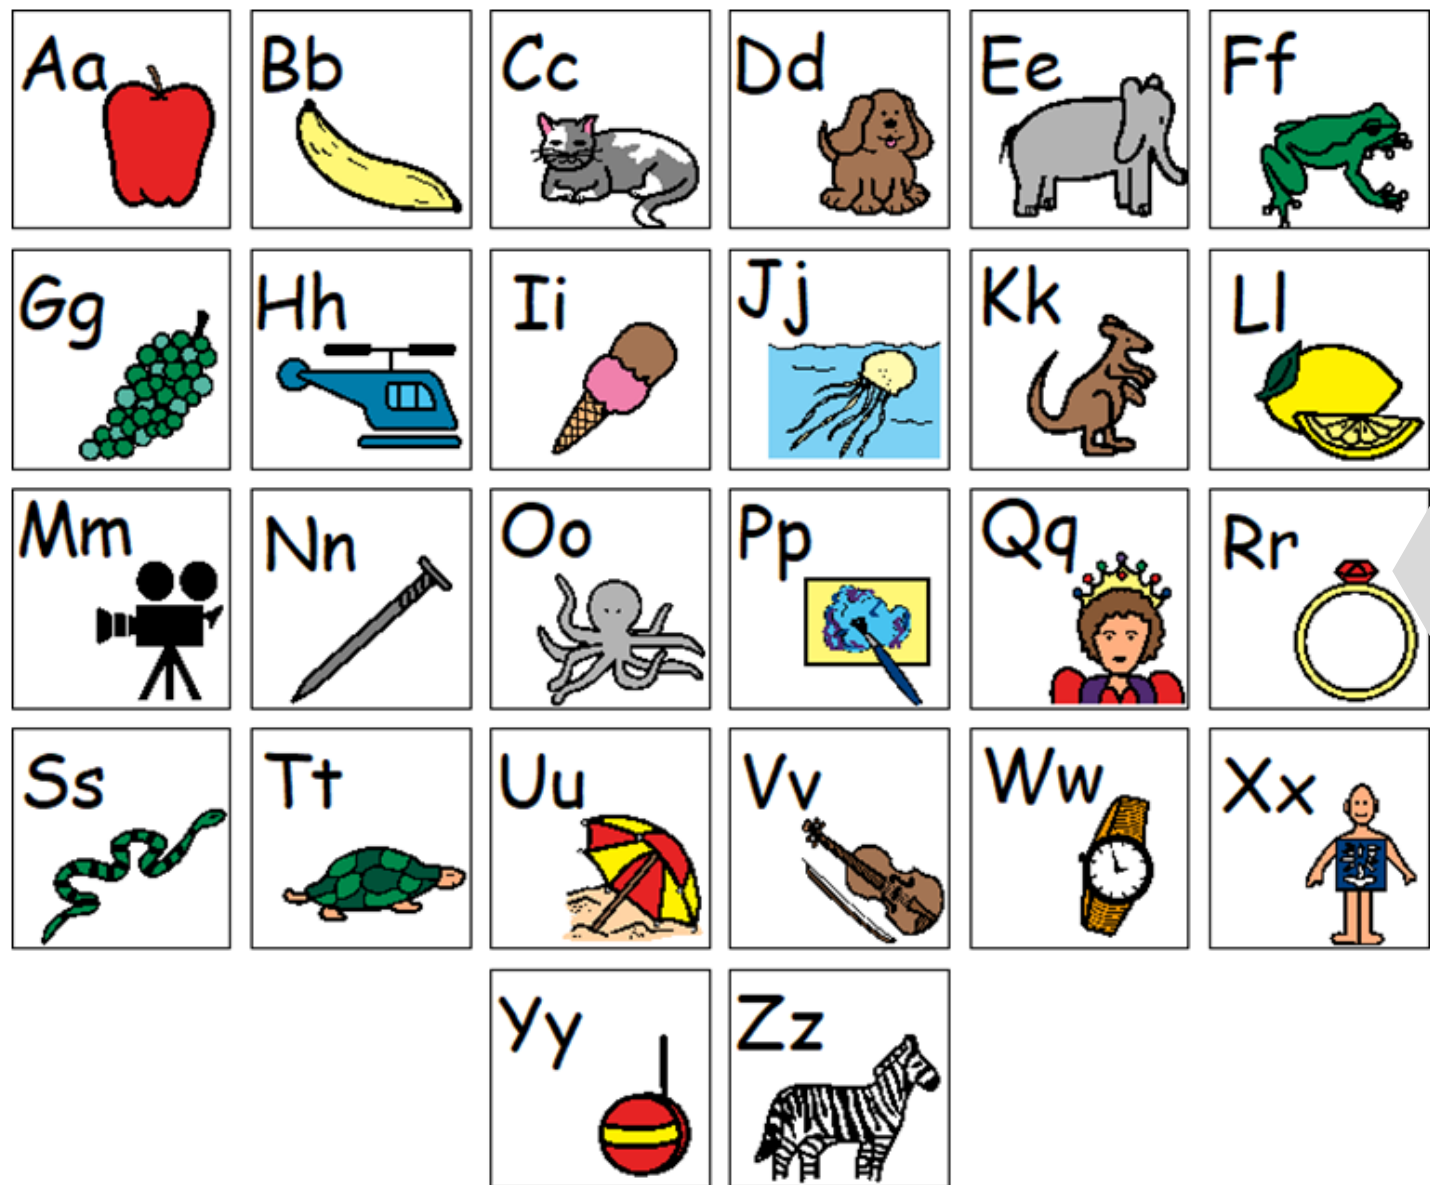 Aa Bb Cc Dd Ee Ff
Gg Hh Ii Jj Kk Ll
Mm Nn Oo Pp Qq Rr
Ss Tt Uu Vv Ww Xx
Yy Zz